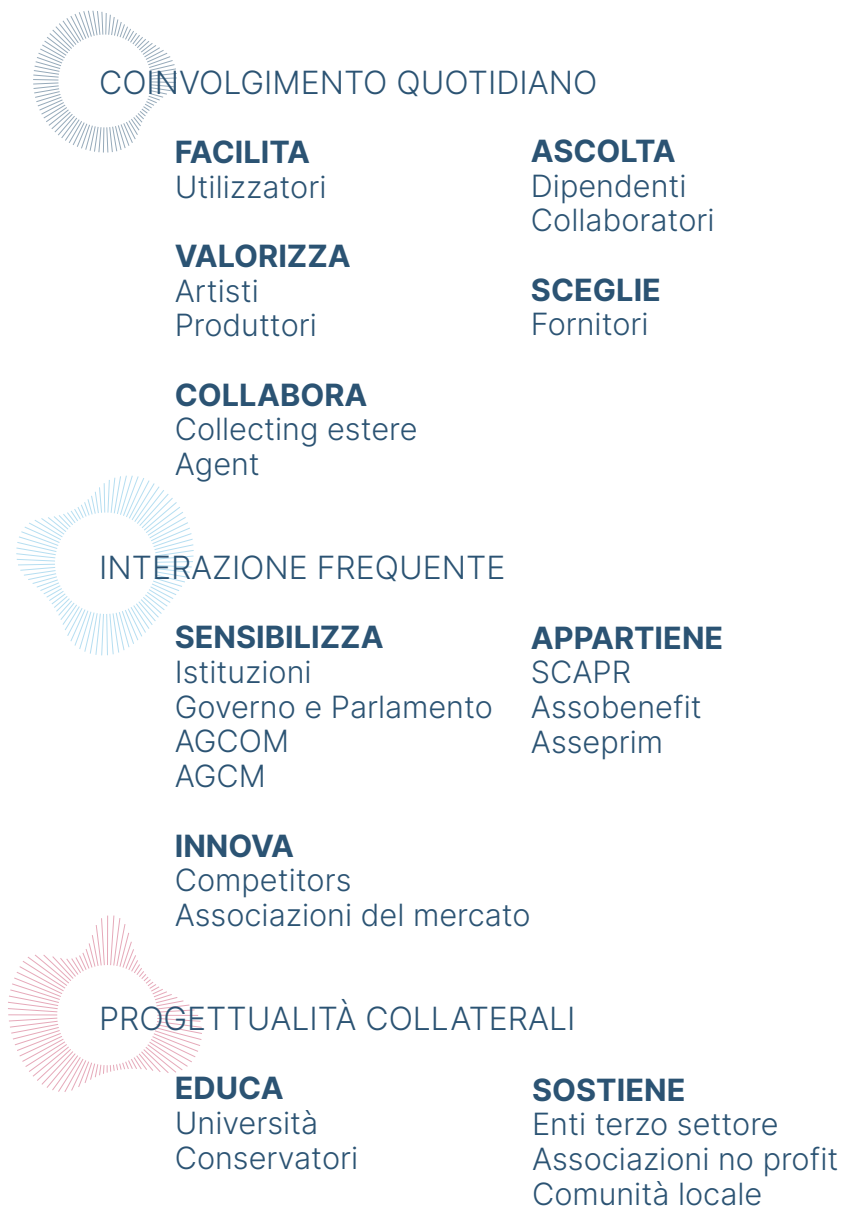 COINVOLGIMENTO QUOTIDIANO
FACILITA
Utilizzatori
VALORIZZA
Artisti
Produttori
COLLABORA
Collecting estere
Agent
ASCOLTA
Dipendenti
Collaboratori
SCEGLIE
Fornitori
INTERAZIONE FREQUENTE
SENSIBILIZZA
Istituzioni
Governo e Parlamento
AGCOM
AGCM
INNOVA
Competitors
Associazioni del mercato
APPARTIENE
SCAPR
Assobenefit
Asseprim
PROGETTUALITÀ COLLATERALI
EDUCA
Università
Conservatori
SOSTIENE
Enti terzo settore
Associazioni no profit
Comunità locale